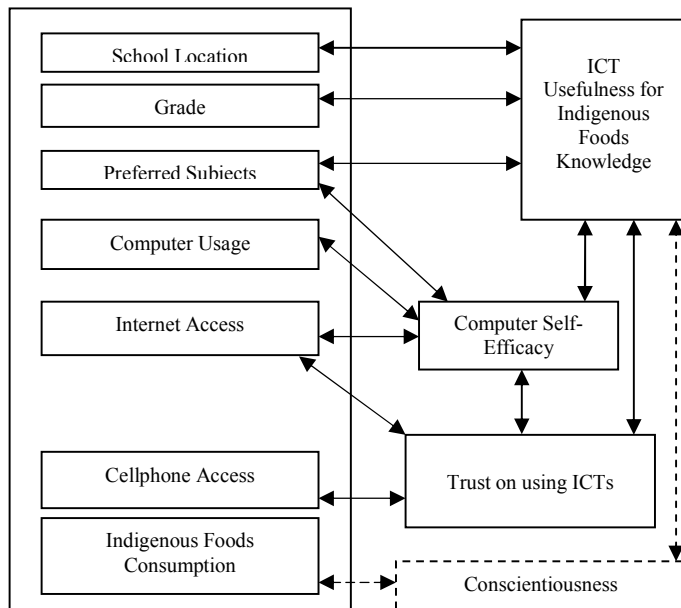 School Location
Grade
Preferred Subjects
Computer Usage
Internet Access
Cellphone Access
Indigenous Foods
Consumption
ICT
Usefulness for
Indigenous
Foods
Knowledge
Computer Self-
Efficacy
Trust on using ICTs
Conscientiousness